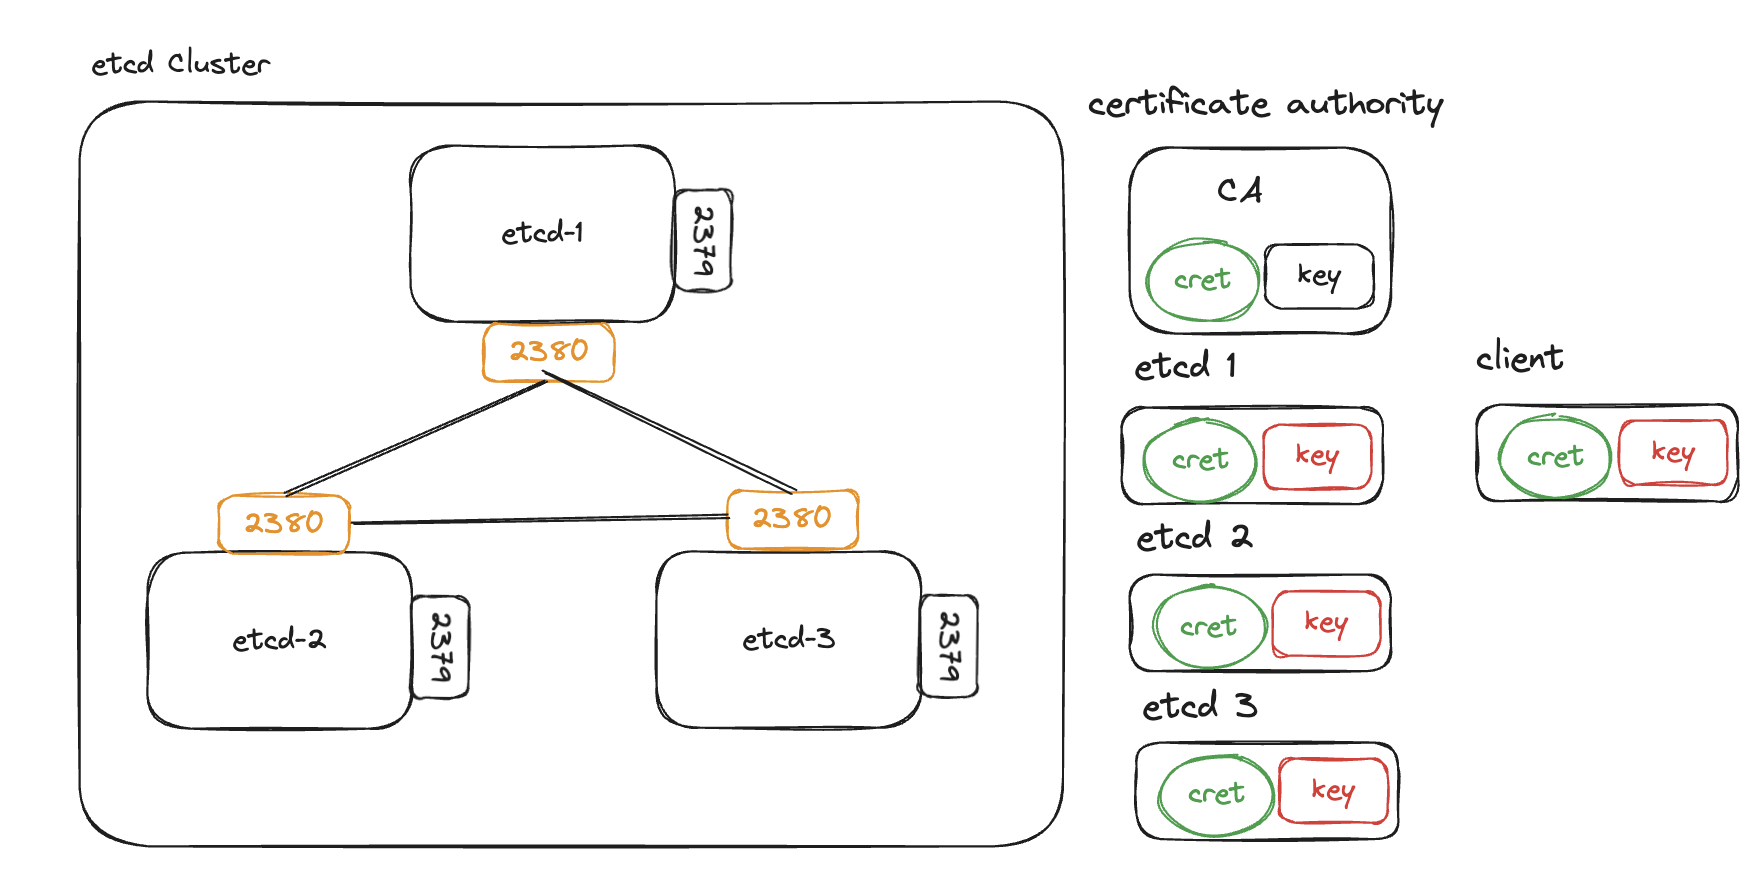 etcd Cluster
etcd-1
2379
2380
2380
2380
etcd-2
2379
etcd-3
2379
certificate authority
CA
cret
key
etcd 1
cret
key
client
cret
key
etcd 2
cret
key
etcd 3
cret
key